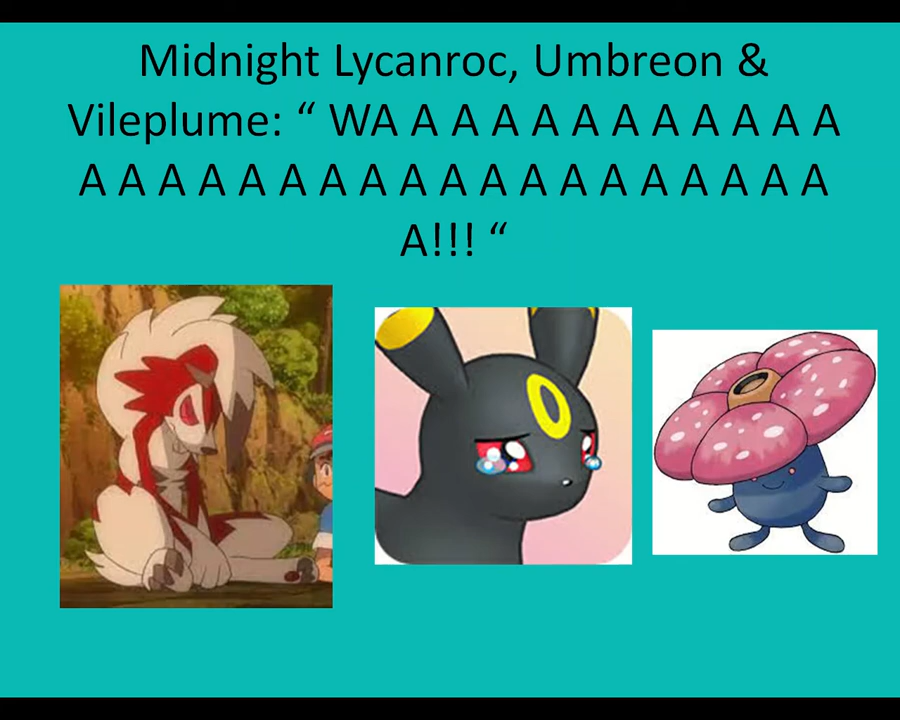 Midnight Lycanroc, Umbreon &
Vileplume: “ WA A A A A A A A A A A A
A A A A A A A A A A A A A A A A A A A
A!!! “